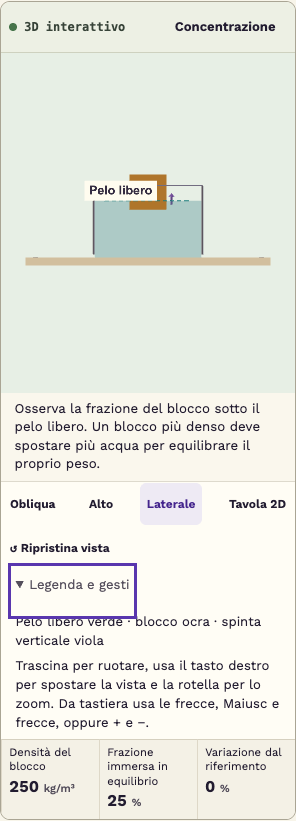 3D interattivo
Concentrazione
Pelo libero
Osserva la frazione del blocco sotto il
pelo libero. Un blocco più denso deve
spostare più acqua per equilibrare il
proprio peso.
Obliqua
Alto
Laterale
Tavola 2D
↺ Ripristina vista
▼ Legenda e gesti
Pelo libero verde · blocco ocra · spinta
verticale viola
Trascina per ruotare, usa il tasto destro
per spostare la vista e la rotella per lo
zoom. Da tastiera usa le frecce, Maiusc e
frecce, oppure + e −.
Densità del
blocco
250 kg/m³
Frazione
immersa in
equilibrio
25 %
Variazione dal
riferimento
0 %